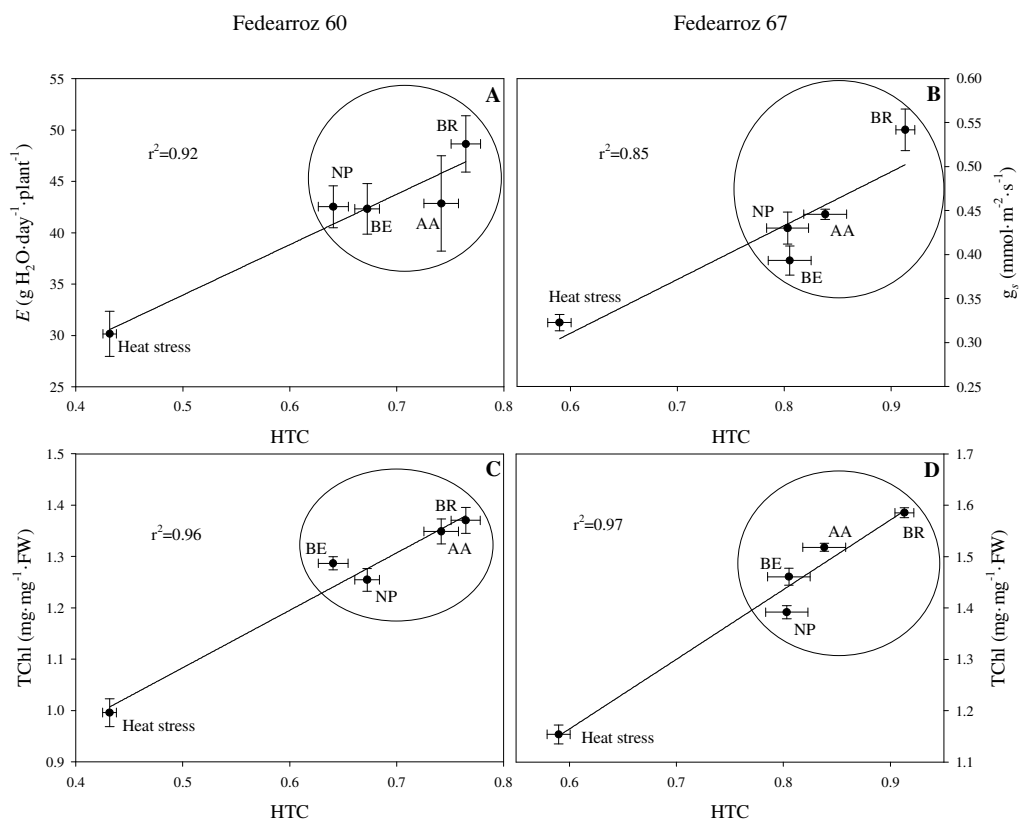 Fedearroz 60
Fedearroz 67
A
r²=0.92
BR
NP
BE
AA
Heat stress
55
50
45
40
35
30
25
E (g H₂O·day⁻¹·plant⁻¹)
0.4 0.5 0.6 0.7 0.8
HTC
B
r²=0.85
BR
NP
AA
BE
Heat stress
0.60
0.55
0.50
0.45
0.40
0.35
0.30
0.25
gₛ (mmol·m⁻²·s⁻¹)
0.6 0.7 0.8 0.9
HTC
C
r²=0.96
BR
BE
AA
NP
Heat stress
1.5
1.4
1.3
1.2
1.1
1.0
0.9
TChl (mg·mg⁻¹·FW)
0.4 0.5 0.6 0.7 0.8
HTC
D
r²=0.97
AA
BR
BE
NP
Heat stress
1.7
1.6
1.5
1.4
1.3
1.2
1.1
TChl (mg·mg⁻¹·FW)
0.6 0.7 0.8 0.9
HTC